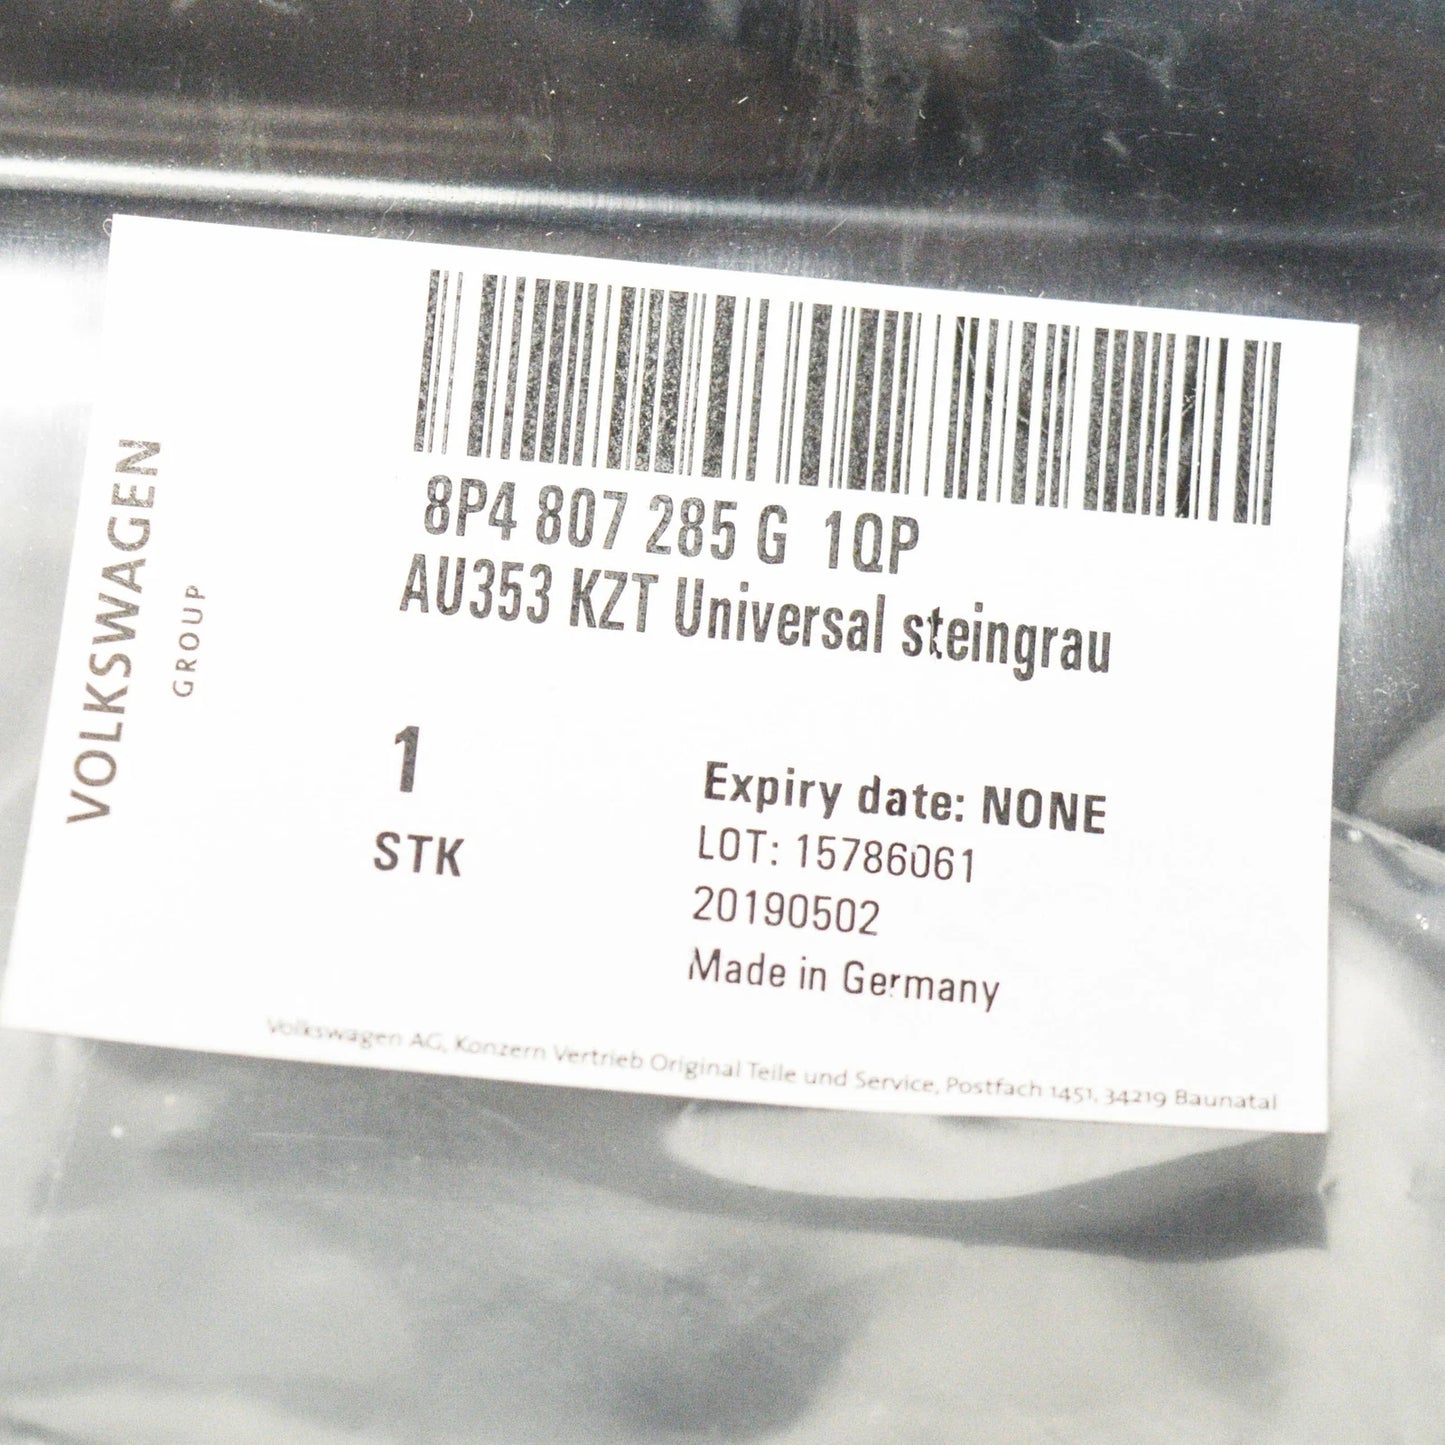 VOLKSWAGEN
GROUP
8P4 807 285 G 1QP
AU353 KZT Universal steingrau
1
STK
Expiry date: NONE
LOT: 15786061
20190502
Made in Germany
Volkswagen AG, Konzern Vertrieb Original Teile und Service, Postfach 1451, 34219 Baunatal